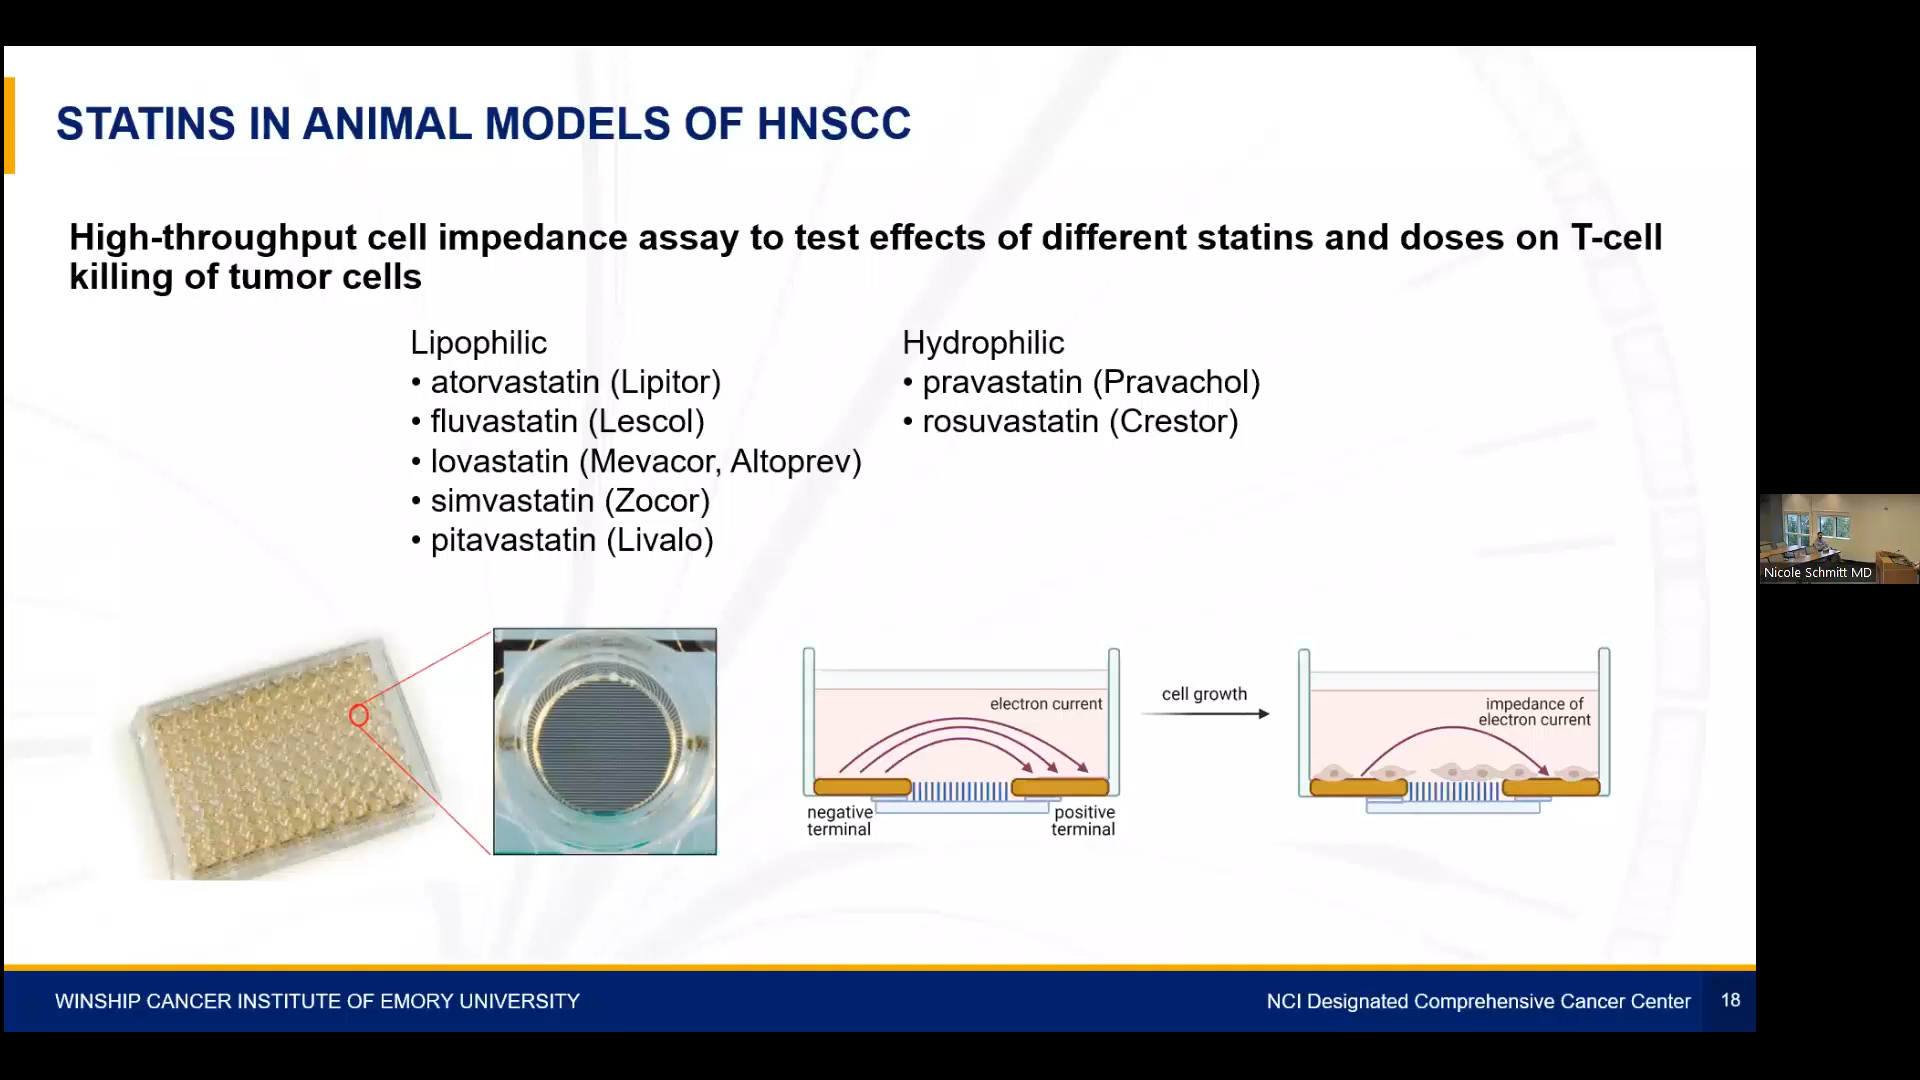 STATINS IN ANIMAL MODELS OF HNSCC
High-throughput cell impedance assay to test effects of different statins and doses on T-cell
killing of tumor cells
Lipophilic
• atorvastatin (Lipitor)
• fluvastatin (Lescol)
• lovastatin (Mevacor, Altoprev)
• simvastatin (Zocor)
• pitavastatin (Livalo)
Hydrophilic
• pravastatin (Pravachol)
• rosuvastatin (Crestor)
electron current
negative
terminal
positive
terminal
cell growth
impedance of
electron current
Nicole Schmitt MD
WINSHIP CANCER INSTITUTE OF EMORY UNIVERSITY
NCI Designated Comprehensive Cancer Center
18